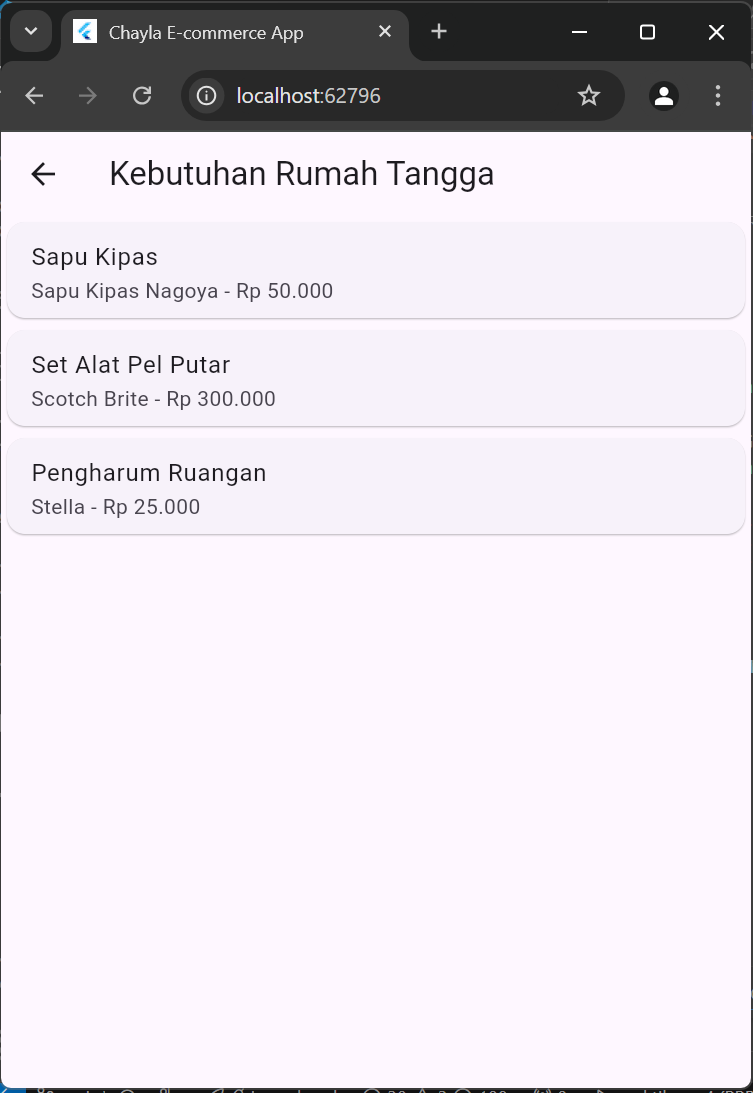 Chayla E-commerce App
localhost:62796
Kebutuhan Rumah Tangga
Sapu Kipas
Sapu Kipas Nagoya - Rp 50.000
Set Alat Pel Putar
Scotch Brite - Rp 300.000
Pengharum Ruangan
Stella - Rp 25.000